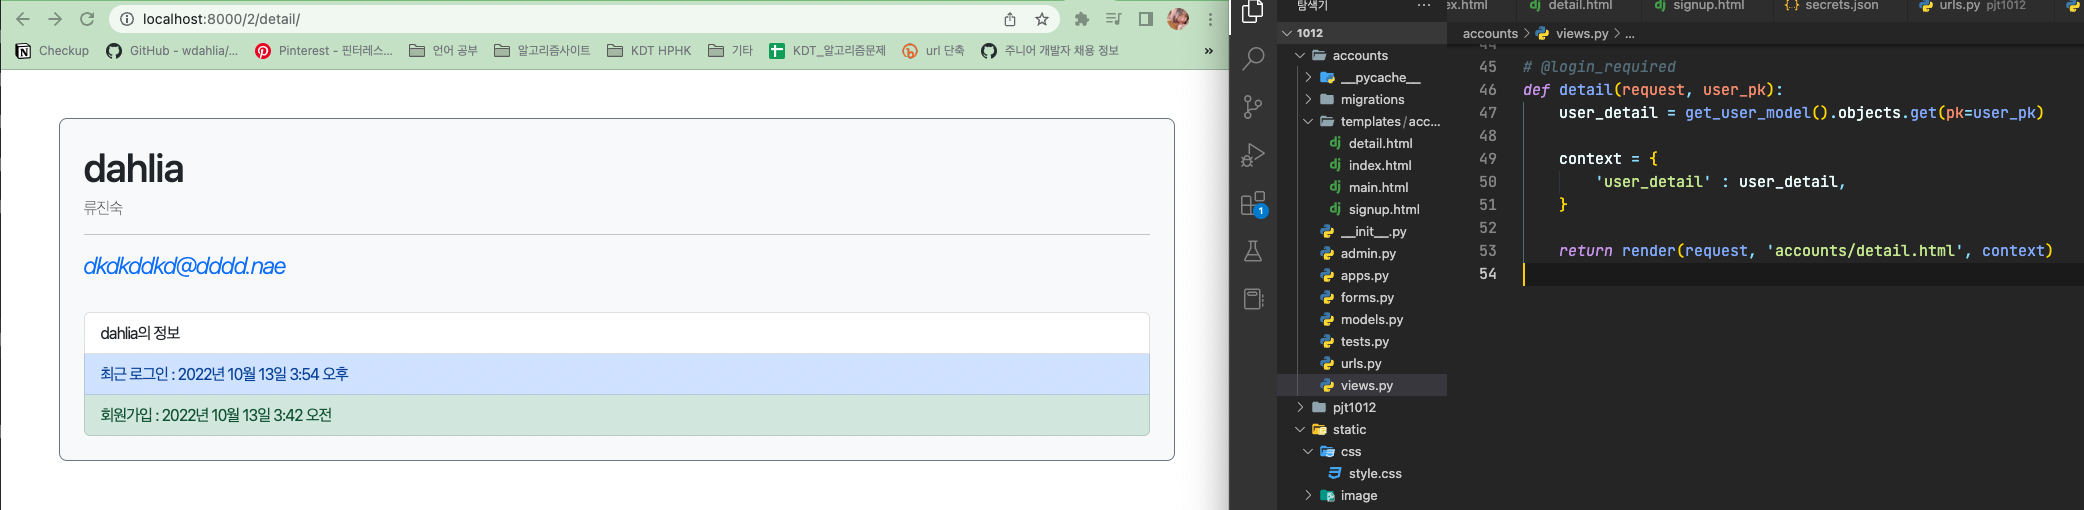 localhost:8000/2/detail/
Checkup GitHub - wdahlia/... Pinterest - 핀터레스... 언어 공부 알고리즘사이트 KDT HPHK 기타 KDT_알고리즘문제 url 단축 주니어 개발자 채용 정보 »
dahlia
류진숙
dkdkddkd@dddd.nae
dahlia의 정보
최근 로그인 : 2022년 10월 13일 3:54 오후
회원가입 : 2022년 10월 13일 3:42 오전
탐색기 ...
1012
accounts
__pycache__
migrations
templates/acc...
detail.html
index.html
main.html
signup.html
__init__.py
admin.py
apps.py
forms.py
models.py
tests.py
urls.py
views.py
pjt1012
static
css
style.css
image
1
ex.html detail.html signup.html {} secrets.json urls.py pjt1012
accounts > views.py > ...
44
45 # @login_required
46 def detail(request, user_pk):
47 user_detail = get_user_model().objects.get(pk=user_pk)
48
49 context = {
50 'user_detail' : user_detail,
51 }
52
53 return render(request, 'accounts/detail.html', context)
54